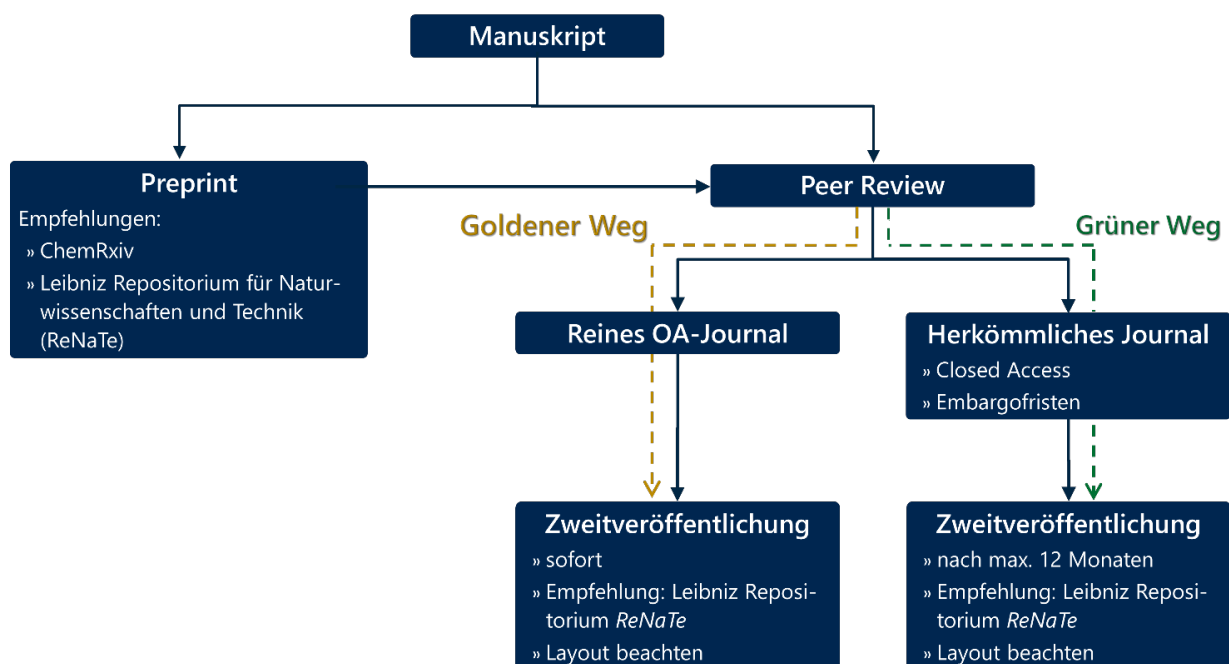 Manuskript
Preprint
Empfehlungen:
» ChemRxiv
» Leibniz Repositorium für Natur-
wissenschaften und Technik
(ReNaTe)
Peer Review
Goldener Weg
Grüner Weg
Reines OA-Journal
Herkömmliches Journal
» Closed Access
» Embargofristen
Zweitveröffentlichung
» sofort
» Empfehlung: Leibniz Reposi-
torium ReNaTe
» Layout beachten
Zweitveröffentlichung
» nach max. 12 Monaten
» Empfehlung: Leibniz Reposi-
torium ReNaTe
» Layout beachten